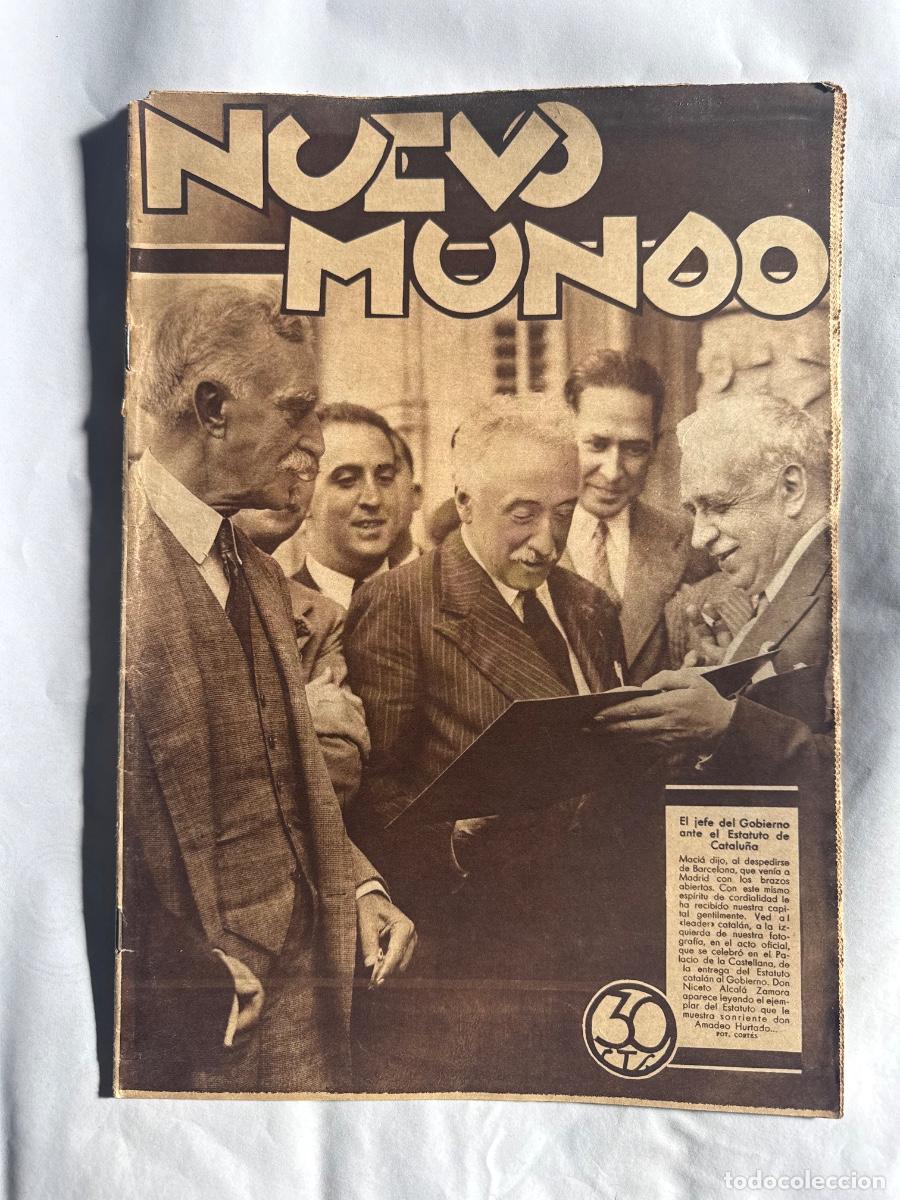 NUEVO
MUNDO
El jefe del Gobierno
ante el Estatuto de
Cataluña
Maciá dijo, al despedirse
de Barcelona, que venía a
Madrid con los brazos
abiertos. Con este mismo
espíritu de cordialidad le
ha recibido nuestra capi-
tal gentilmente. Ved al
«leader» catalán, a la iz-
quierda de nuestra foto-
grafía, en el acto oficial,
que se celebró en el Pa-
lacio de la Castellana, de
la entrega del Estatuto
catalán al Gobierno. Don
Niceto Alcalá Zamora
aparece leyendo el ejem-
plar del Estatuto que le
muestra sonriente don
Amadeo Hurtado...
FOT. CORTÉS
30
CTS
todocoleccion